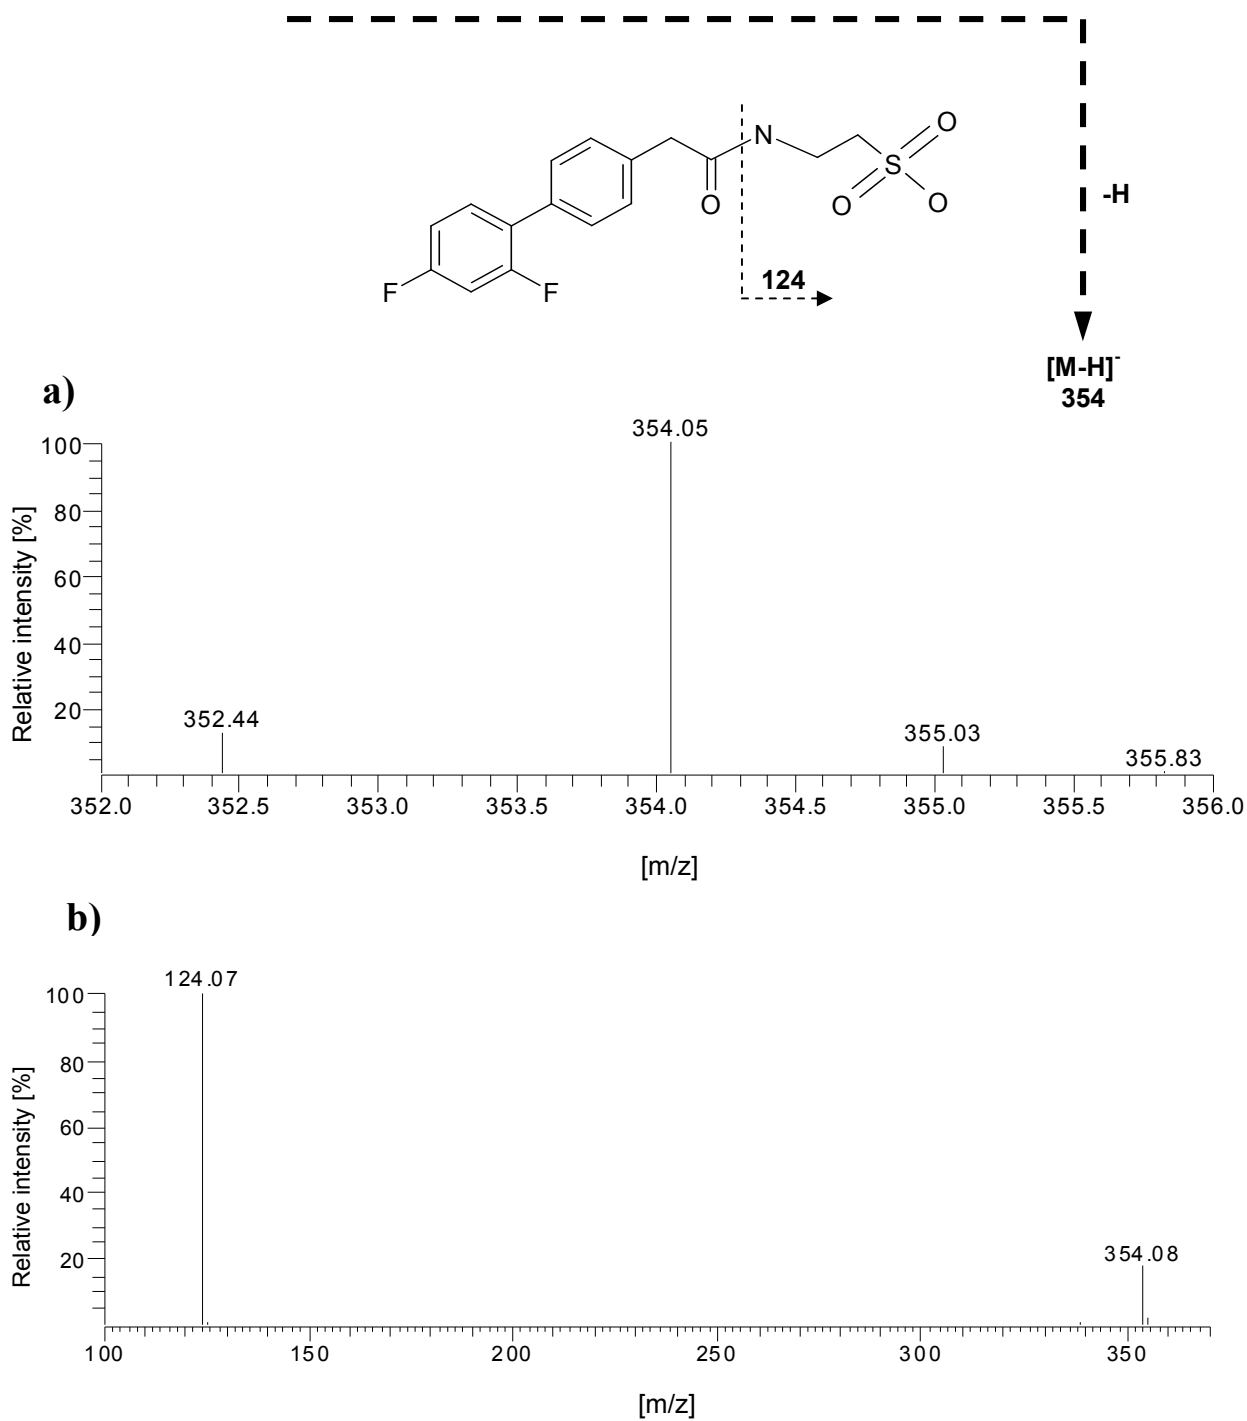 N
O
S
-H
O
O
O
F
F
124
[M-H]-
354
a)
354.05
352.44
355.03
355.83
100
80
60
40
20
Relative intensity [%]
352.0 352.5 353.0 353.5 354.0 354.5 355.0 355.5 356.0
[m/z]
b)
124.07
354.08
100
80
60
40
20
Relative intensity [%]
100 150 200 250 300 350
[m/z]